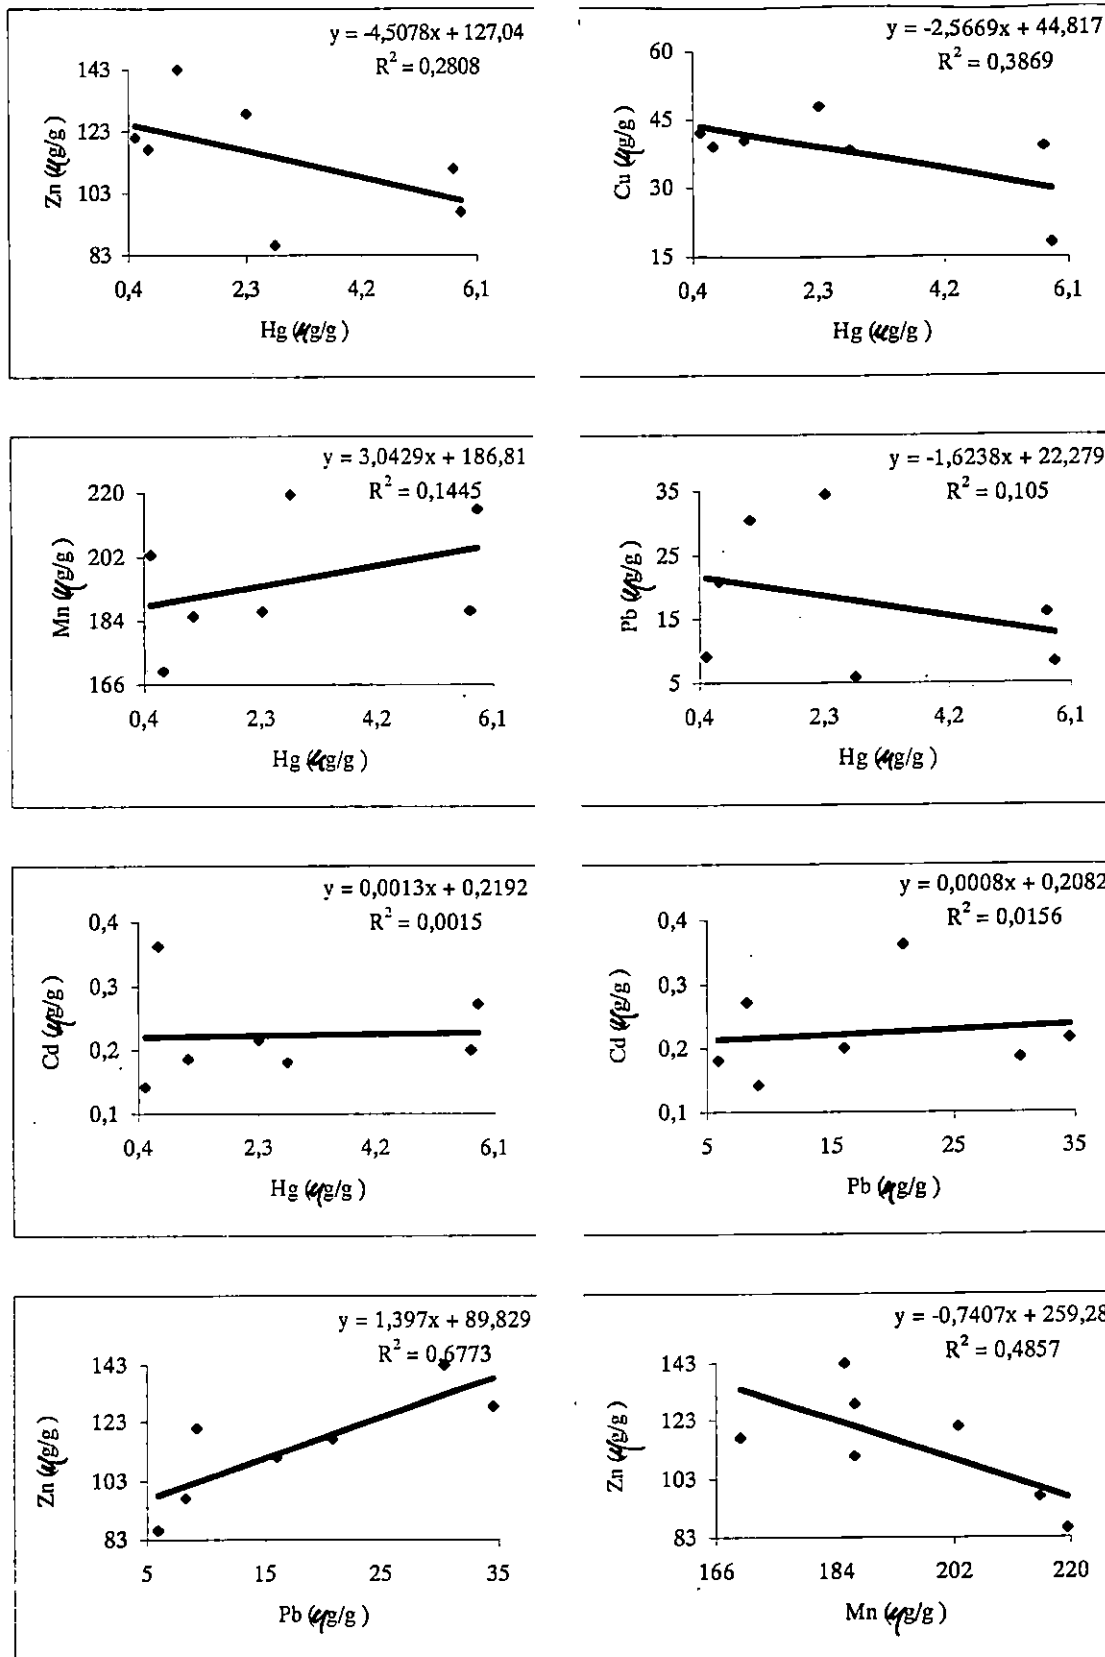 y = -4,5078x + 127,04
R² = 0,2808
143
123
103
83
Zn (µg/g)
0,4 2,3 4,2 6,1
Hg (µg/g)
y = -2,5669x + 44,817
R² = 0,3869
60
45
30
15
Cu (µg/g)
0,4 2,3 4,2 6,1
Hg (µg/g)
y = 3,0429x + 186,81
R² = 0,1445
220
202
184
166
Mn (µg/g)
0,4 2,3 4,2 6,1
Hg (µg/g)
y = -1,6238x + 22,279
R² = 0,105
35
25
15
5
Pb (µg/g)
0,4 2,3 4,2 6,1
Hg (µg/g)
y = 0,0013x + 0,2192
R² = 0,0015
0,4
0,3
0,2
0,1
Cd (µg/g)
0,4 2,3 4,2 6,1
Hg (µg/g)
y = 0,0008x + 0,2082
R² = 0,0156
0,4
0,3
0,2
0,1
Cd (µg/g)
5 15 25 35
Pb (µg/g)
y = 1,397x + 89,829
R² = 0,6773
143
123
103
83
Zn (µg/g)
5 15 25 35
Pb (µg/g)
y = -0,7407x + 259,28
R² = 0,4857
143
123
103
83
Zn (µg/g)
166 184 202 220
Mn (µg/g)